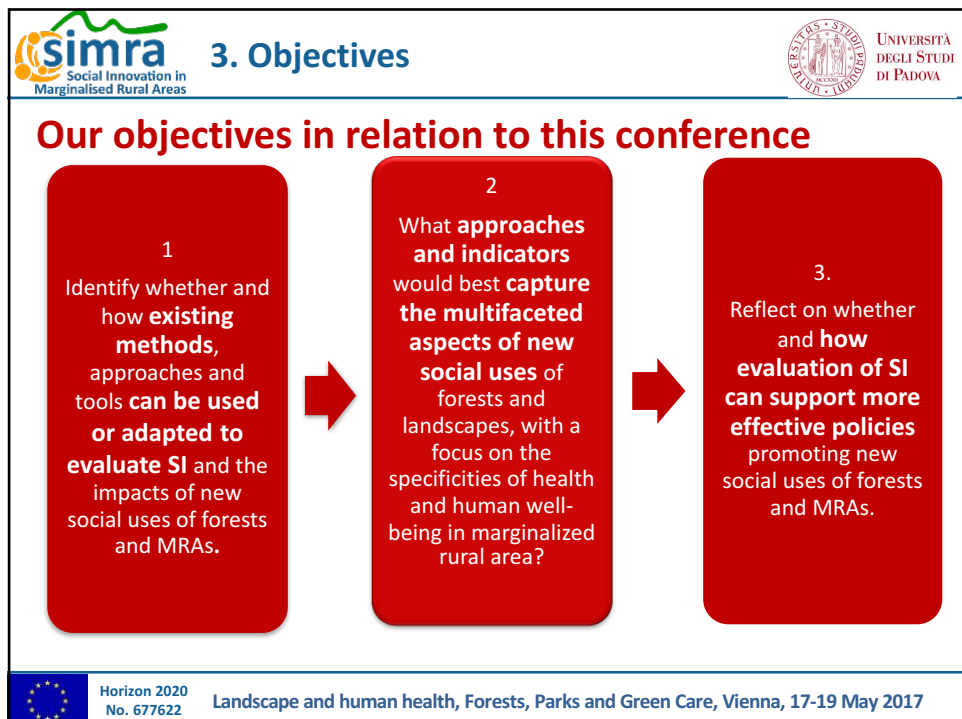 simra
Social Innovation in
Marginalised Rural Areas
3. Objectives
UNIVERSITÀ
DEGLI STUDI
DI PADOVA
Our objectives in relation to this conference
1
Identify whether and
how existing
methods,
approaches and
tools can be used
or adapted to
evaluate SI and the
impacts of new
social uses of forests
and MRAs.
2
What approaches
and indicators
would best capture
the multifaceted
aspects of new
social uses of
forests and
landscapes, with a
focus on the
specificities of health
and human well-
being in marginalized
rural area?
3.
Reflect on whether
and how
evaluation of SI
can support more
effective policies
promoting new
social uses of forests
and MRAs.
Horizon 2020
No. 677622
Landscape and human health, Forests, Parks and Green Care, Vienna, 17-19 May 2017